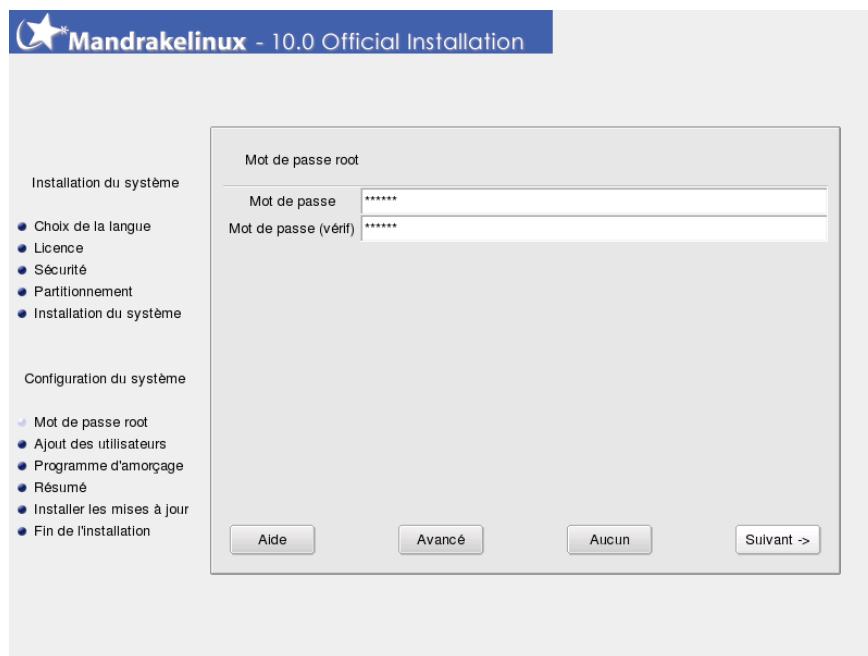 Mandrakelinux - 10.0 Official Installation
Installation du système
Choix de la langue
Licence
Sécurité
Partitionnement
Installation du système
Configuration du système
Mot de passe root
Ajout des utilisateurs
Programme d'amorçage
Résumé
Installer les mises à jour
Fin de l'installation
Mot de passe root
Mot de passe ******
Mot de passe (vérif) ******
Aide Avancé Aucun Suivant ->